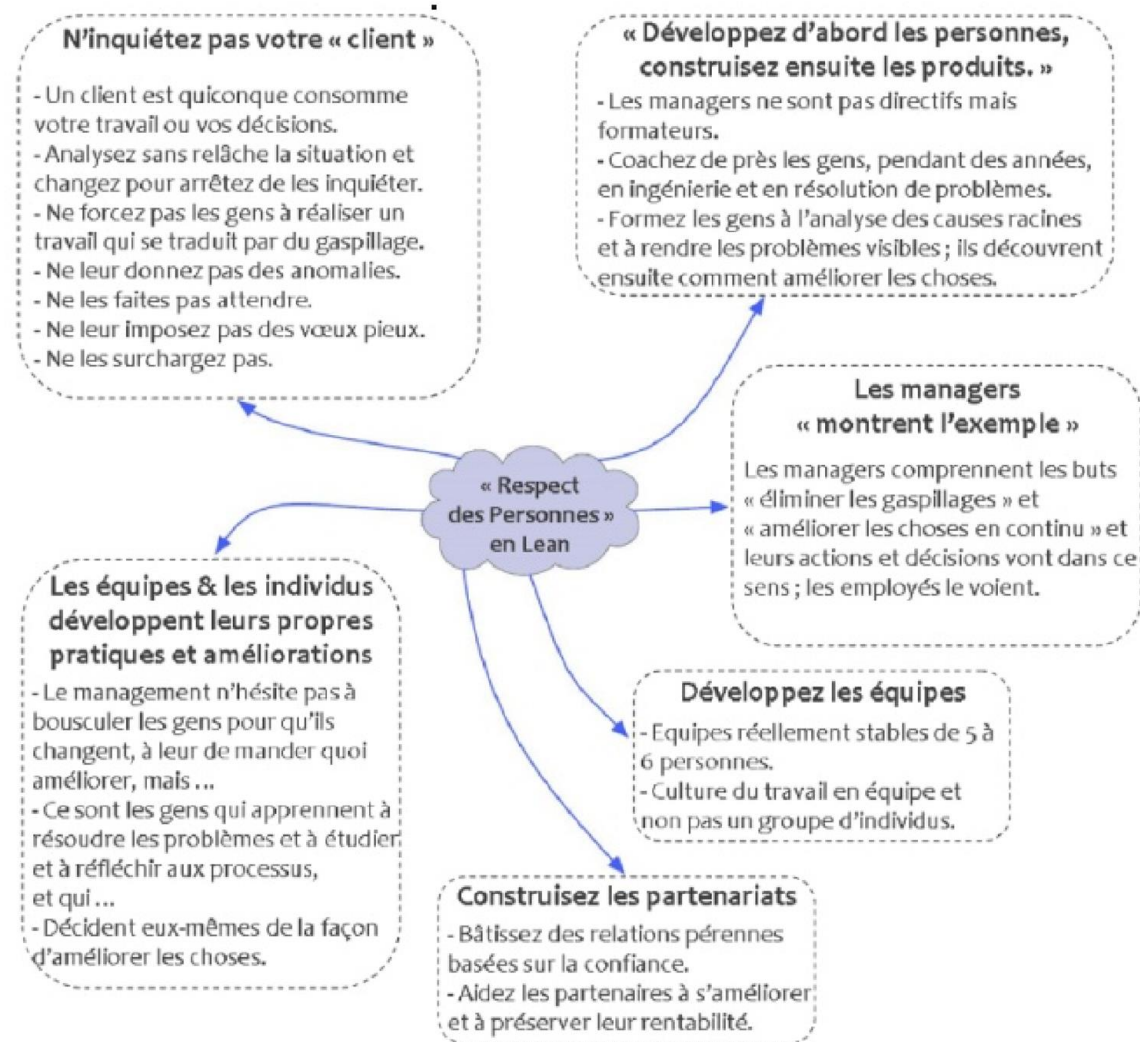 N'inquiétez pas votre « client »
- Un client est quiconque consomme
votre travail ou vos décisions.
- Analysez sans relâche la situation et
changez pour arrêtez de les inquiéter.
- Ne forcez pas les gens à réaliser un
travail qui se traduit par du gaspillage.
- Ne leur donnez pas des anomalies.
- Ne les faites pas attendre.
- Ne leur imposez pas des vœux pieux.
- Ne les surchargez pas.
« Développez d'abord les personnes,
construisez ensuite les produits. »
- Les managers ne sont pas directifs mais
formateurs.
- Coachez de près les gens, pendant des années,
en ingénierie et en résolution de problèmes.
- Formez les gens à l'analyse des causes racines
et à rendre les problèmes visibles ; ils découvrent
ensuite comment améliorer les choses.
Les managers
« montrent l'exemple »
Les managers comprennent les buts
« éliminer les gaspillages » et
« améliorer les choses en continu » et
leurs actions et décisions vont dans ce
sens ; les employés le voient.
« Respect
des Personnes »
en Lean
Les équipes & les individus
développent leurs propres
pratiques et améliorations
- Le management n'hésite pas à
bousculer les gens pour qu'ils
changent, à leur de mander quoi
améliorer, mais ...
- Ce sont les gens qui apprennent à
résoudre les problèmes et à étudier
et à réfléchir aux processus,
et qui ...
- Décident eux-mêmes de la façon
d'améliorer les choses.
Développez les équipes
- Equipes réellement stables de 5 à
6 personnes.
- Culture du travail en équipe et
non pas un groupe d'individus.
Construisez les partenariats
- Bâtissez des relations pérennes
basées sur la confiance.
- Aidez les partenaires à s'améliorer
et à préserver leur rentabilité.